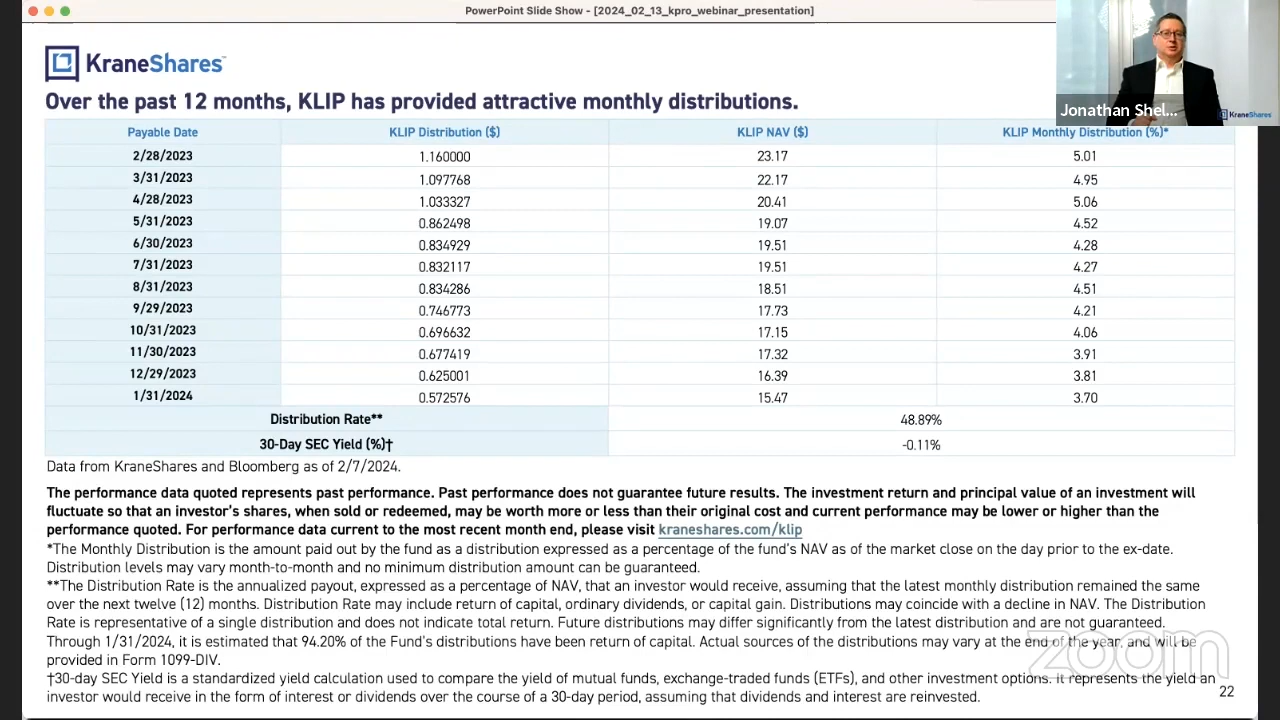 PowerPoint Slide Show - [2024_02_13_kpro_webinar_presentation]
KraneShares™
Over the past 12 months, KLIP has provided attractive monthly distributions.
Jonathan Shel...
KraneShares
Payable Date KLIP Distribution ($) KLIP NAV ($) KLIP Monthly Distribution (%)*
2/28/2023 1.160000 23.17 5.01
3/31/2023 1.097768 22.17 4.95
4/28/2023 1.033327 20.41 5.06
5/31/2023 0.862498 19.07 4.52
6/30/2023 0.834929 19.51 4.28
7/31/2023 0.832117 19.51 4.27
8/31/2023 0.834286 18.51 4.51
9/29/2023 0.746773 17.73 4.21
10/31/2023 0.696632 17.15 4.06
11/30/2023 0.677419 17.32 3.91
12/29/2023 0.625001 16.39 3.81
1/31/2024 0.572576 15.47 3.70
Distribution Rate** 48.89%
30-Day SEC Yield (%)† -0.11%
Data from KraneShares and Bloomberg as of 2/7/2024.
The performance data quoted represents past performance. Past performance does not guarantee future results. The investment return and principal value of an investment will
fluctuate so that an investor's shares, when sold or redeemed, may be worth more or less than their original cost and current performance may be lower or higher than the
performance quoted. For performance data current to the most recent month end, please visit kraneshares.com/klip
*The Monthly Distribution is the amount paid out by the fund as a distribution expressed as a percentage of the fund's NAV as of the market close on the day prior to the ex-date.
Distribution levels may vary month-to-month and no minimum distribution amount can be guaranteed.
**The Distribution Rate is the annualized payout, expressed as a percentage of NAV, that an investor would receive, assuming that the latest monthly distribution remained the same
over the next twelve (12) months. Distribution Rate may include return of capital, ordinary dividends, or capital gain. Distributions may coincide with a decline in NAV. The Distribution
Rate is representative of a single distribution and does not indicate total return. Future distributions may differ significantly from the latest distribution and are not guaranteed.
Through 1/31/2024, it is estimated that 94.20% of the Fund's distributions have been return of capital. Actual sources of the distributions may vary at the end of the year, and will be
provided in Form 1099-DIV.
†30-day SEC Yield is a standardized yield calculation used to compare the yield of mutual funds, exchange-traded funds (ETFs), and other investment options. It represents the yield an
investor would receive in the form of interest or dividends over the course of a 30-day period, assuming that dividends and interest are reinvested.
zoom
22